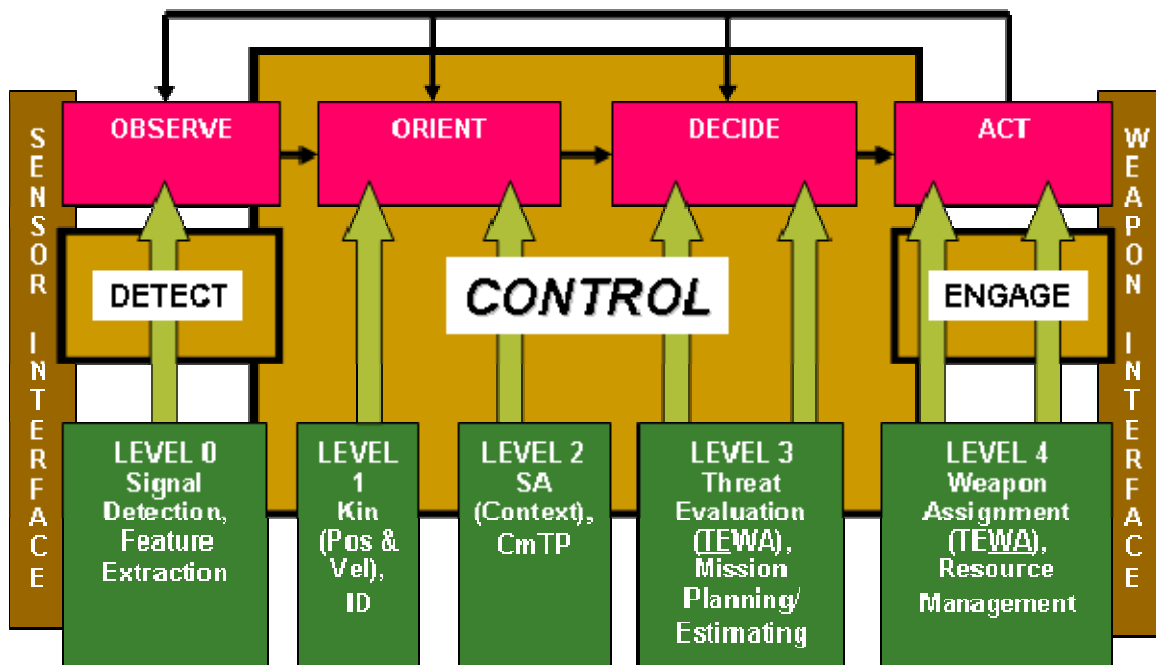 OBSERVE
ORIENT
DECIDE
ACT
SENSOR INTERFACE
WEAPON INTERFACE
DETECT
CONTROL
ENGAGE
LEVEL 0
Signal
Detection,
Feature
Extraction
LEVEL
1
Kin
(Pos &
Vel),
ID
LEVEL 2
SA
(Context),
CmTP
LEVEL 3
Threat
Evaluation
(TEWA),
Mission
Planning/
Estimating
LEVEL 4
Weapon
Assignment
(TEWA),
Resource
Management